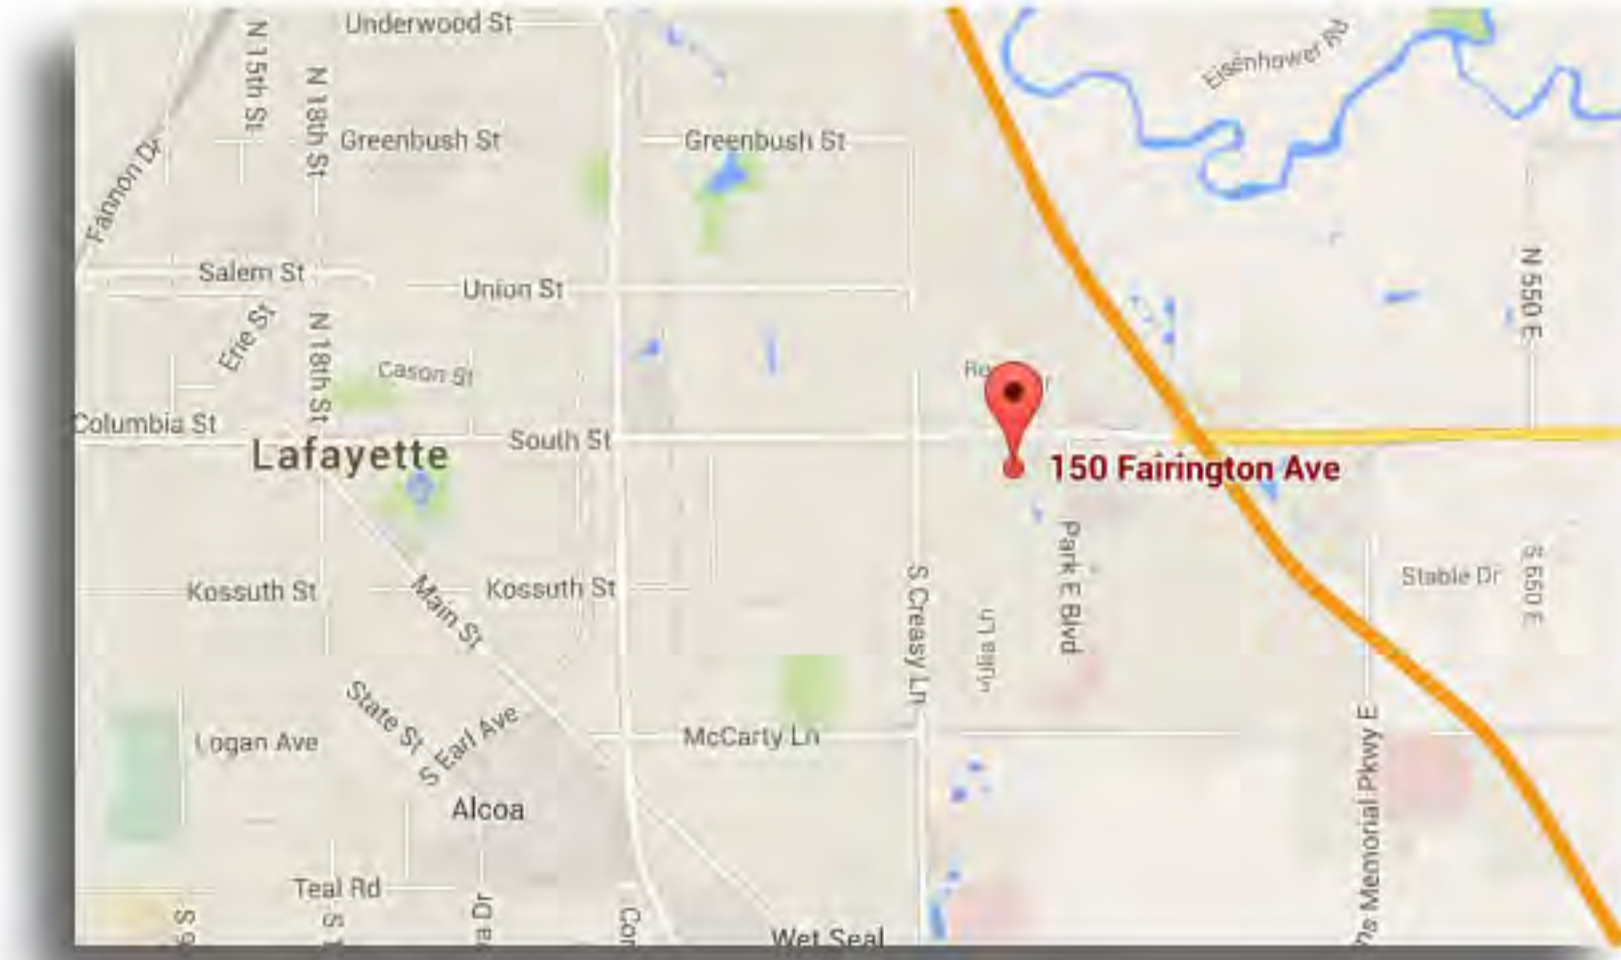 Underwood St
N 15th St
N 18th St
Eisenhower Rd
Greenbush St
Greenbush St
Fannon Dr
Salem St
Union St
N 550 E
Erie St
N 18th St
Cason St
Columbia St
South St
Lafayette
150 Fairington Ave
Kossuth St
Kossuth St
Main St
S Creasy Ln
Julia Ln
Park E Blvd
Stable Dr
S 550 E
State St
S Earl Ave
Logan Ave
McCarty Ln
Alcoa
Memorial Pkwy E
Teal Rd
Wet Seal